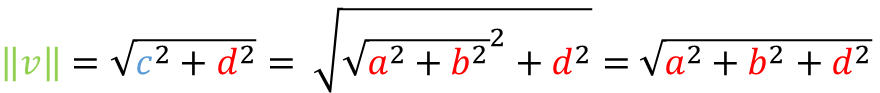 ‖v‖ = √(c² + d²) = √(√(a² + b²)² + d²) = √(a² + b² + d²)